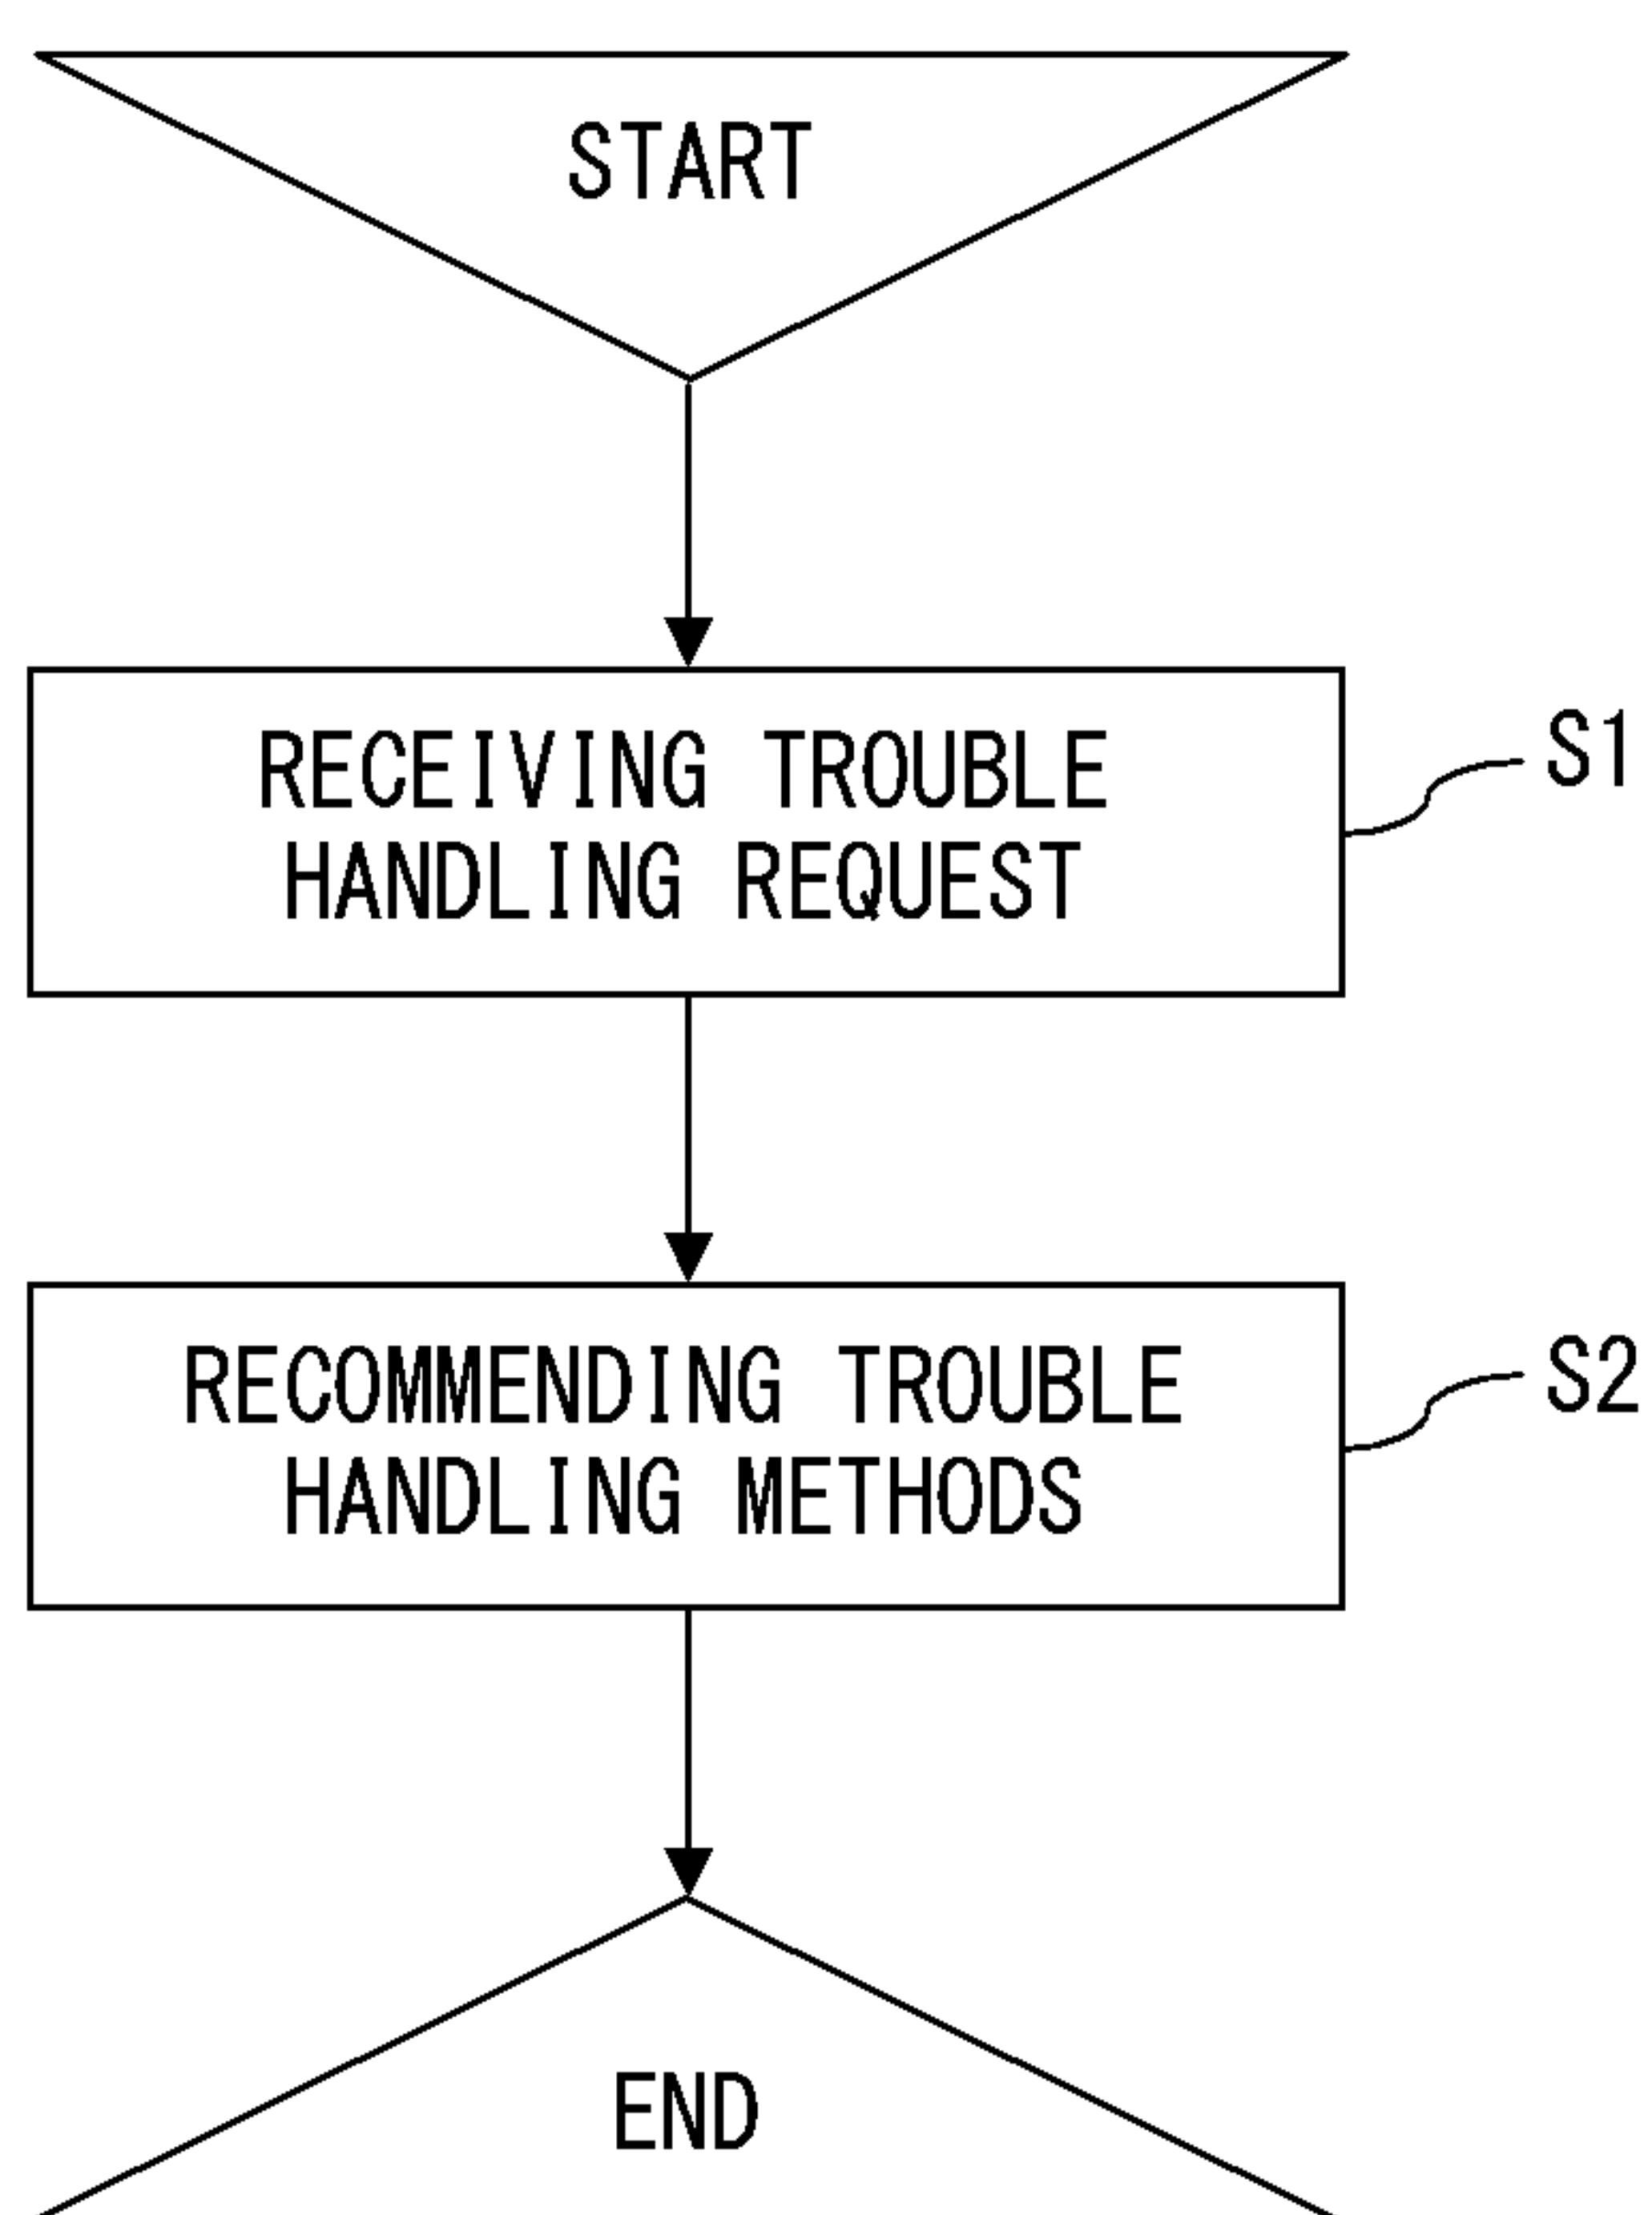 START
RECEIVING TROUBLE
HANDLING REQUEST
S1
RECOMMENDING TROUBLE
HANDLING METHODS
S2
END